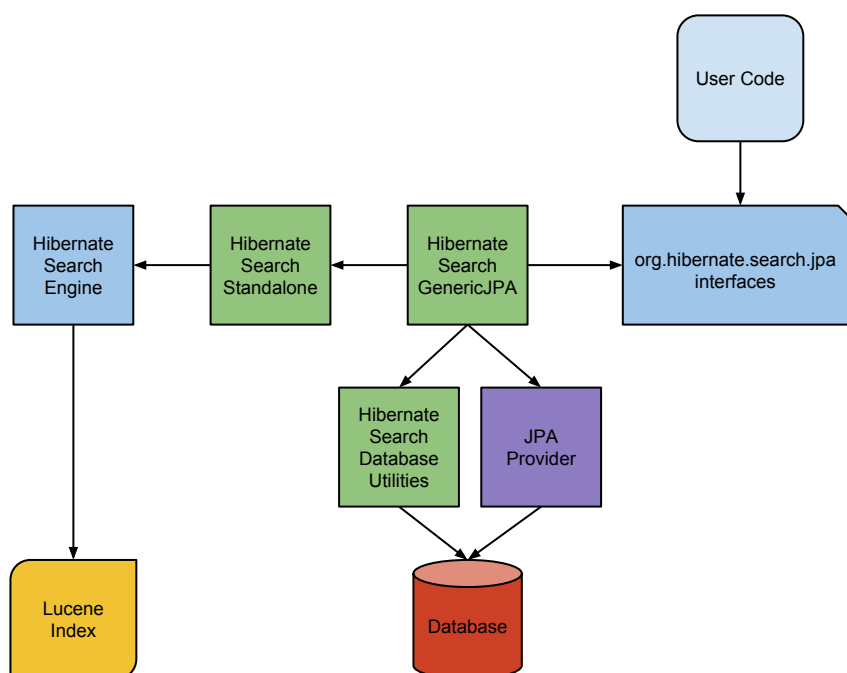 User Code
Hibernate
Search
Engine
Hibernate
Search
Standalone
Hibernate
Search
GenericJPA
org.hibernate.search.jpa
interfaces
Hibernate
Search
Database
Utilities
JPA
Provider
Lucene
Index
Database